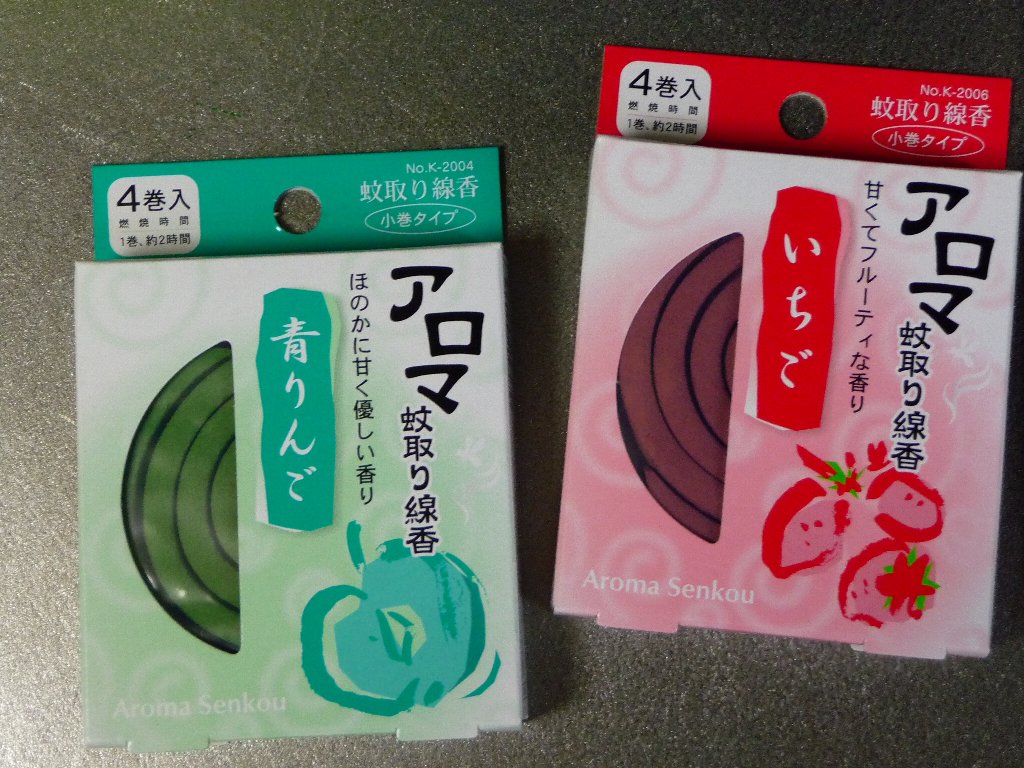 4巻入
燃焼時間
1巻、約2時間
No.K-2004
蚊取り線香
小巻タイプ
アロマ
蚊取り線香
ほのかに甘く優しい香り
青りんご
Aroma Senkou
4巻入
燃焼時間
1巻、約2時間
No.K-2006
蚊取り線香
小巻タイプ
アロマ
蚊取り線香
甘くてフルーティな香り
いちご
Aroma Senkou